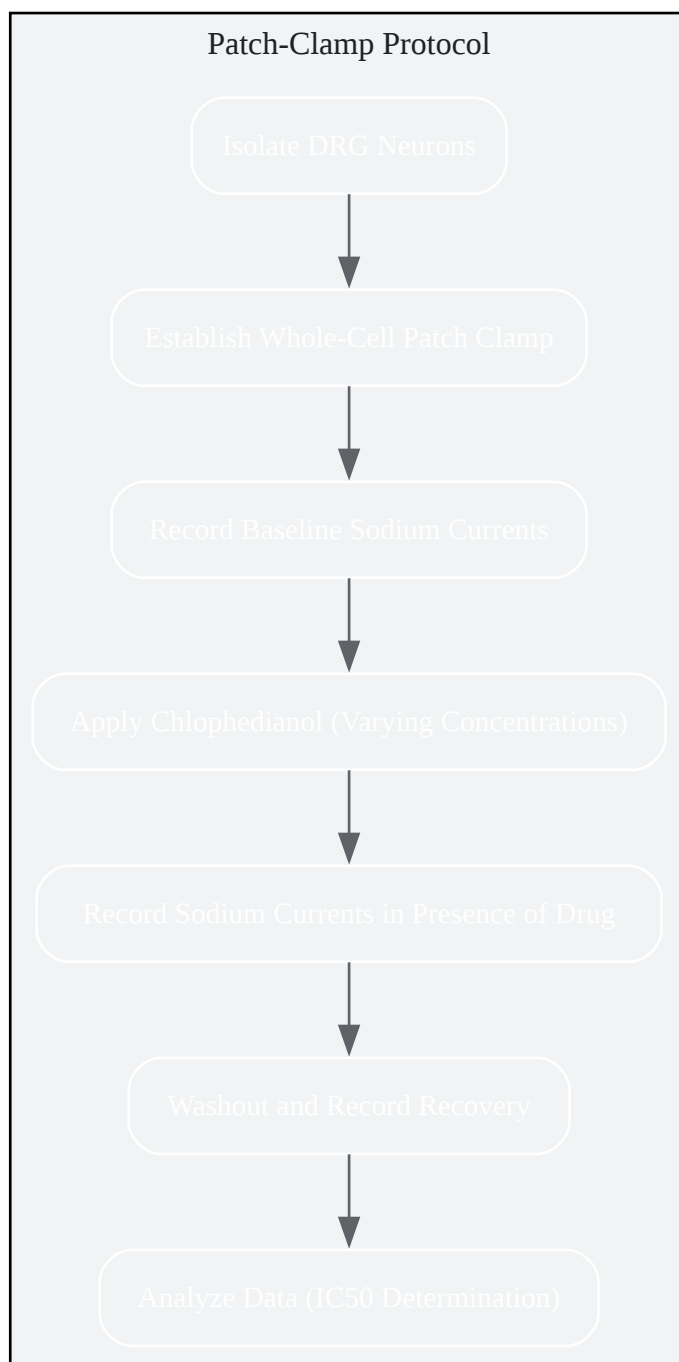 Patch-Clamp Protocol
Isolate DRG Neurons
Establish Whole-Cell Patch Clamp
Record Baseline Sodium Currents
Apply Chlophedianol (Varying Concentrations)
Record Sodium Currents in Presence of Drug
Washout and Record Recovery
Analyze Data (IC50 Determination)